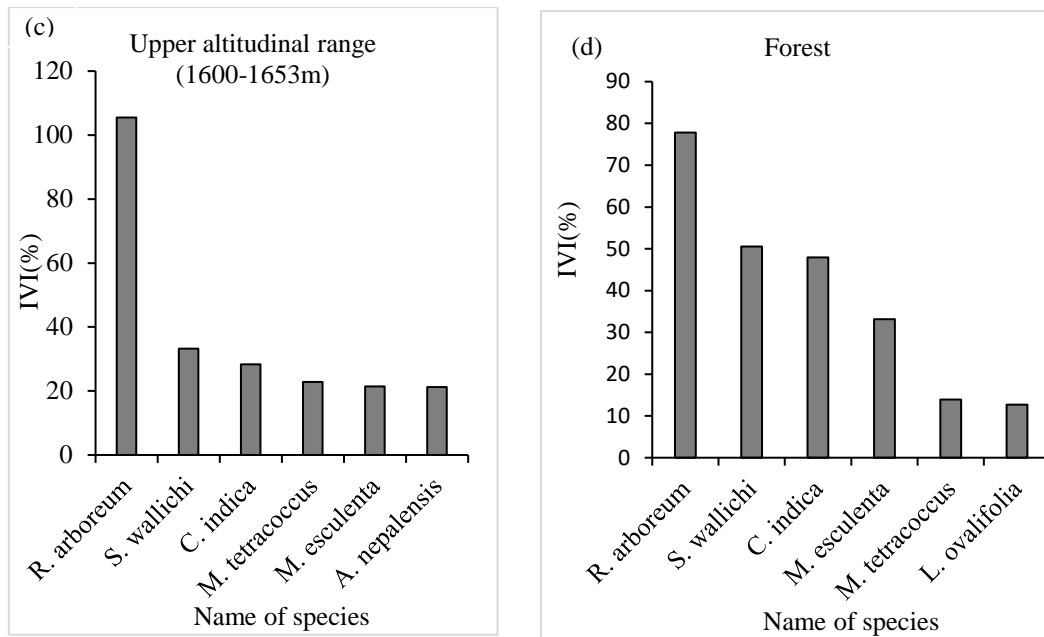 (c)
Upper altitudinal range
(1600-1653m)
120
100
80
60
40
20
0
IVI(%)
R. arboreum
S. wallichi
C. indica
M. tetracoccus
M. esculenta
A. nepalensis
Name of species
(d)
Forest
90
80
70
60
50
40
30
20
10
0
IVI(%)
R. arboreum
S. wallichi
C. indica
M. esculenta
M. tetracoccus
L. ovalifolia
Name of species